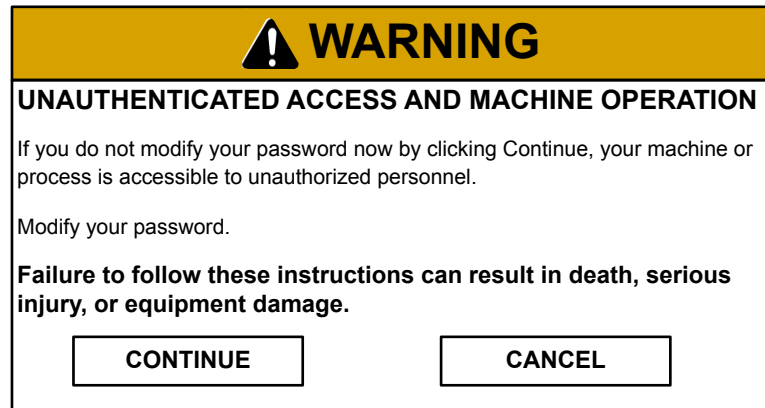 WARNING
UNAUTHENTICATED ACCESS AND MACHINE OPERATION
If you do not modify your password now by clicking Continue, your machine or
process is accessible to unauthorized personnel.
Modify your password.
Failure to follow these instructions can result in death, serious
injury, or equipment damage.
CONTINUE CANCEL